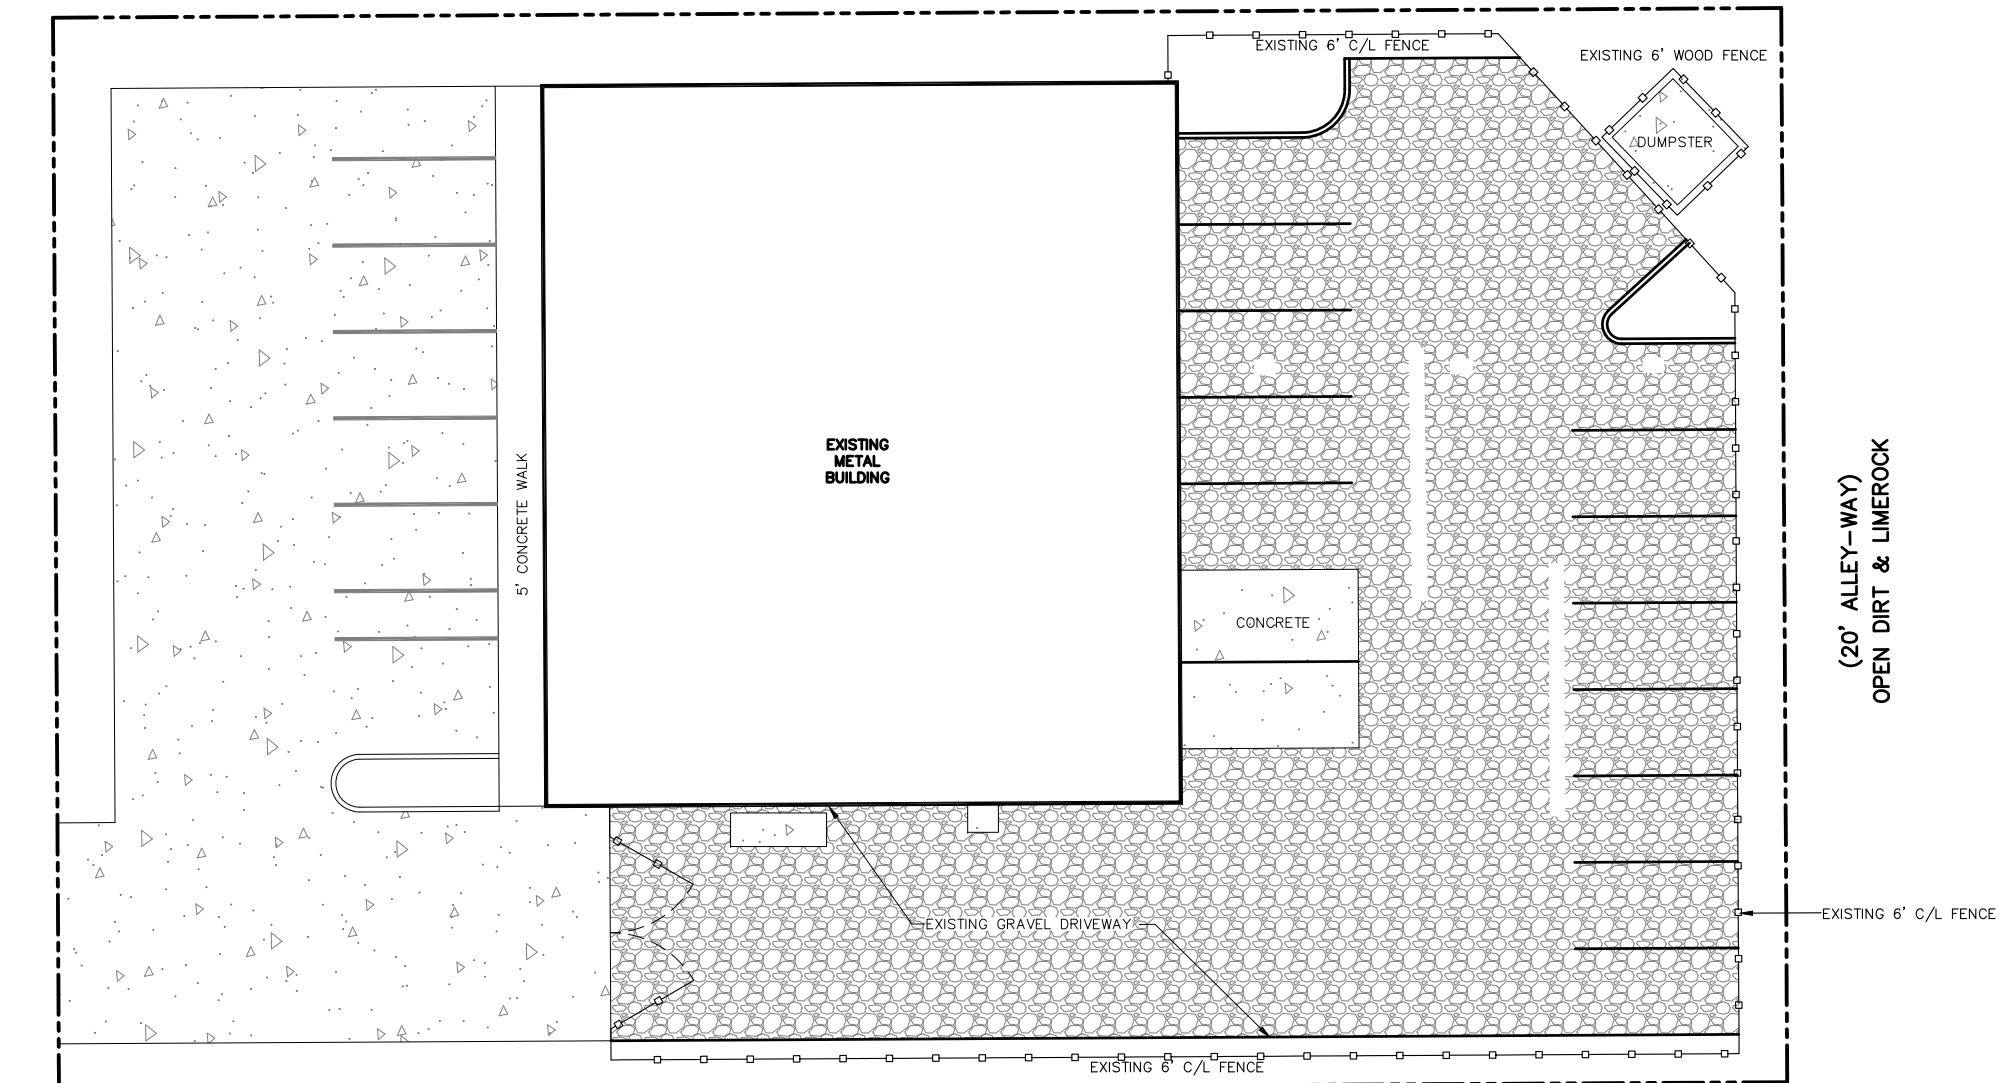 EXISTING 6' C/L FENCE
EXISTING 6' WOOD FENCE
DUMPSTER
EXISTING
METAL
BUILDING
5' CONCRETE WALK
CONCRETE
(20' ALLEY-WAY)
OPEN DIRT & LIMEROCK
EXISTING 6' C/L FENCE
EXISTING GRAVEL DRIVEWAY
EXISTING 6' C/L FENCE